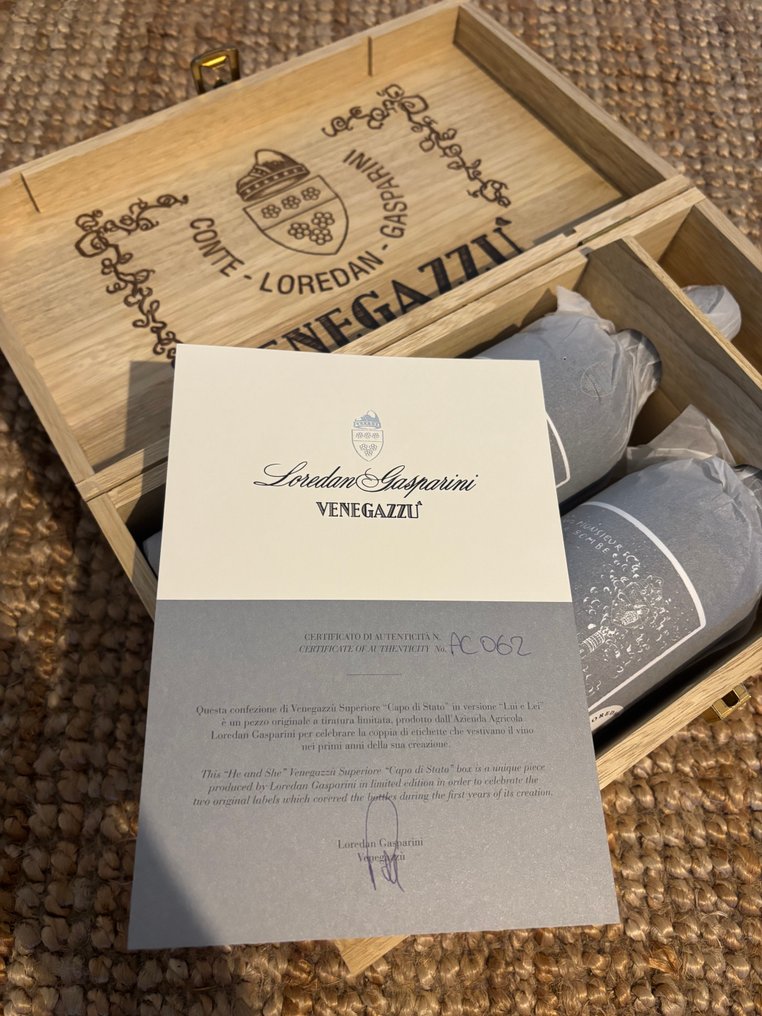 CONTE - LOREDAN - GASPARINI
VENEGAZZÙ
Loredan Gasparini
VENEGAZZÙ
CERTIFICATO DI AUTENTICITÀ N.
CERTIFICATE OF AUTHENTICITY No. AC062
Questa confezione di Venegazzù Superiore “Capo di Stato” in versione “Lui e Lei”
è un pezzo originale a tiratura limitata, prodotto dall’Azienda Agricola
Loredan Gasparini per celebrare la coppia di etichette che vestivano il vino
nei primi anni della sua creazione.
This “He and She” Venegazzù Superiore “Capo di Stato” box is a unique piece
produced by Loredan Gasparini in limited edition in order to celebrate the
two original labels which covered the bottles during the first years of its creation.
Loredan Gasparini
Venegazzù
MONSIEUR